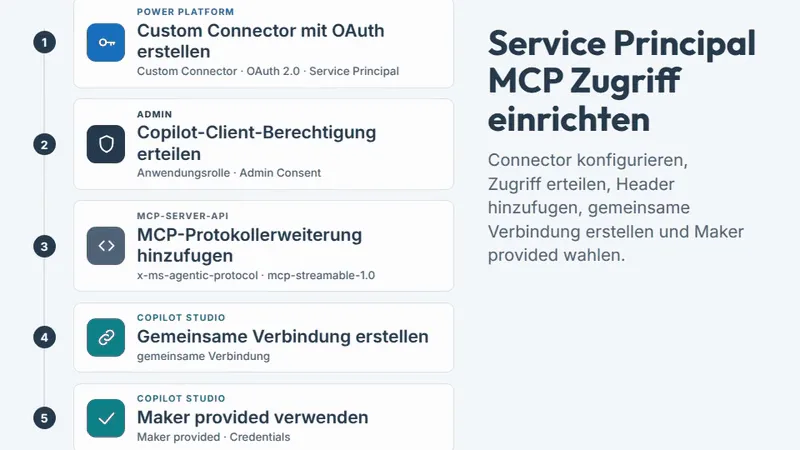 1
POWER PLATFORM
Custom Connector mit OAuth
erstellen
Custom Connector · OAuth 2.0 · Service Principal
2
ADMIN
Copilot-Client-Berechtigung
erteilen
Anwendungsrolle · Admin Consent
3
MCP-SERVER-API
MCP-Protokollerweiterung
hinzufügen
x-ms-agentic-protocol · mcp-streamable-1.0
4
COPILOT STUDIO
Gemeinsame Verbindung erstellen
gemeinsame Verbindung
5
COPILOT STUDIO
Maker provided verwenden
Maker provided · Credentials
Service Principal
MCP Zugriff
einrichten
Connector konfigurieren,
Zugriff erteilen, Header
hinzufügen, gemeinsame
Verbindung erstellen und Maker
provided wahlen.